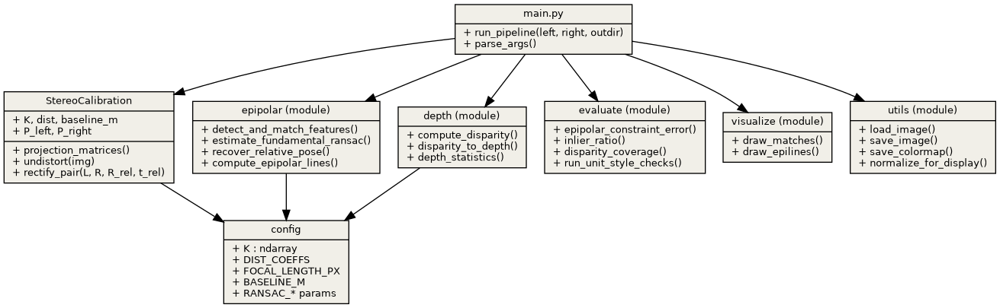 main.py
+ run_pipeline(left, right, outdir)
+ parse_args()
StereoCalibration
+ K, dist, baseline_m
+ P_left, P_right
+ projection_matrices()
+ undistort(img)
+ rectify_pair(L, R, R_rel, t_rel)
epipolar (module)
+ detect_and_match_features()
+ estimate_fundamental_ransac()
+ recover_relative_pose()
+ compute_epipolar_lines()
depth (module)
+ compute_disparity()
+ disparity_to_depth()
+ depth_statistics()
evaluate (module)
+ epipolar_constraint_error()
+ inlier_ratio()
+ disparity_coverage()
+ run_unit_style_checks()
visualize (module)
+ draw_matches()
+ draw_epilines()
utils (module)
+ load_image()
+ save_image()
+ save_colormap()
+ normalize_for_display()
config
+ K : ndarray
+ DIST_COEFFS
+ FOCAL_LENGTH_PX
+ BASELINE_M
+ RANSAC_* params